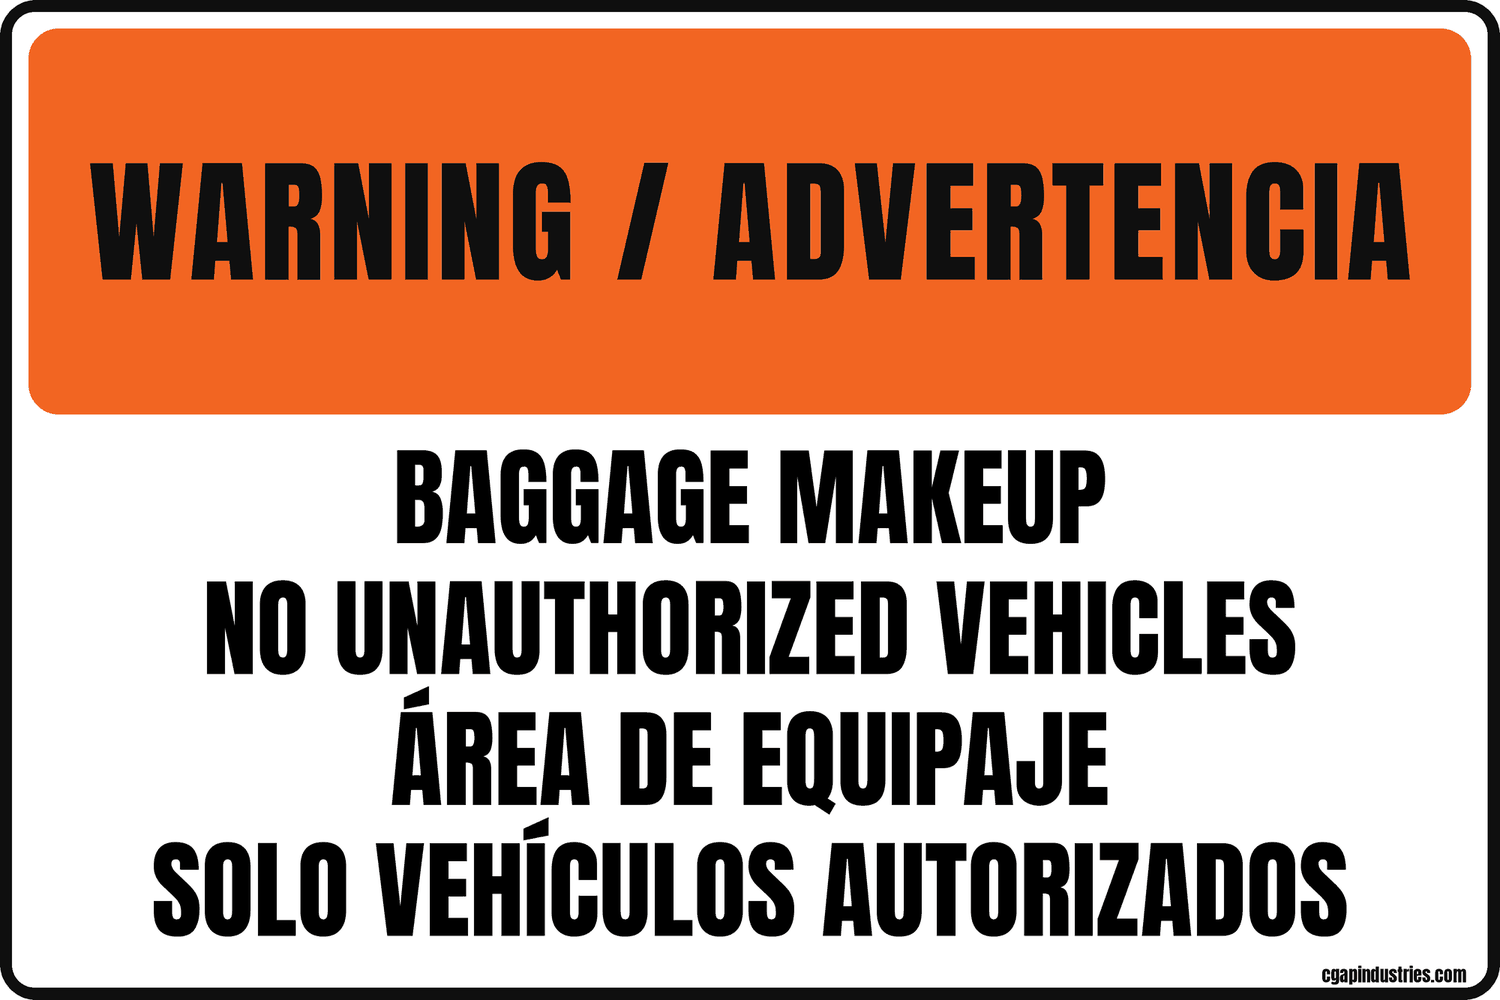 WARNING / ADVERTENCIA
BAGGAGE MAKEUP
NO UNAUTHORIZED VEHICLES
ÁREA DE EQUIPAJE
SOLO VEHÍCULOS AUTORIZADOS
cgapindustries.com